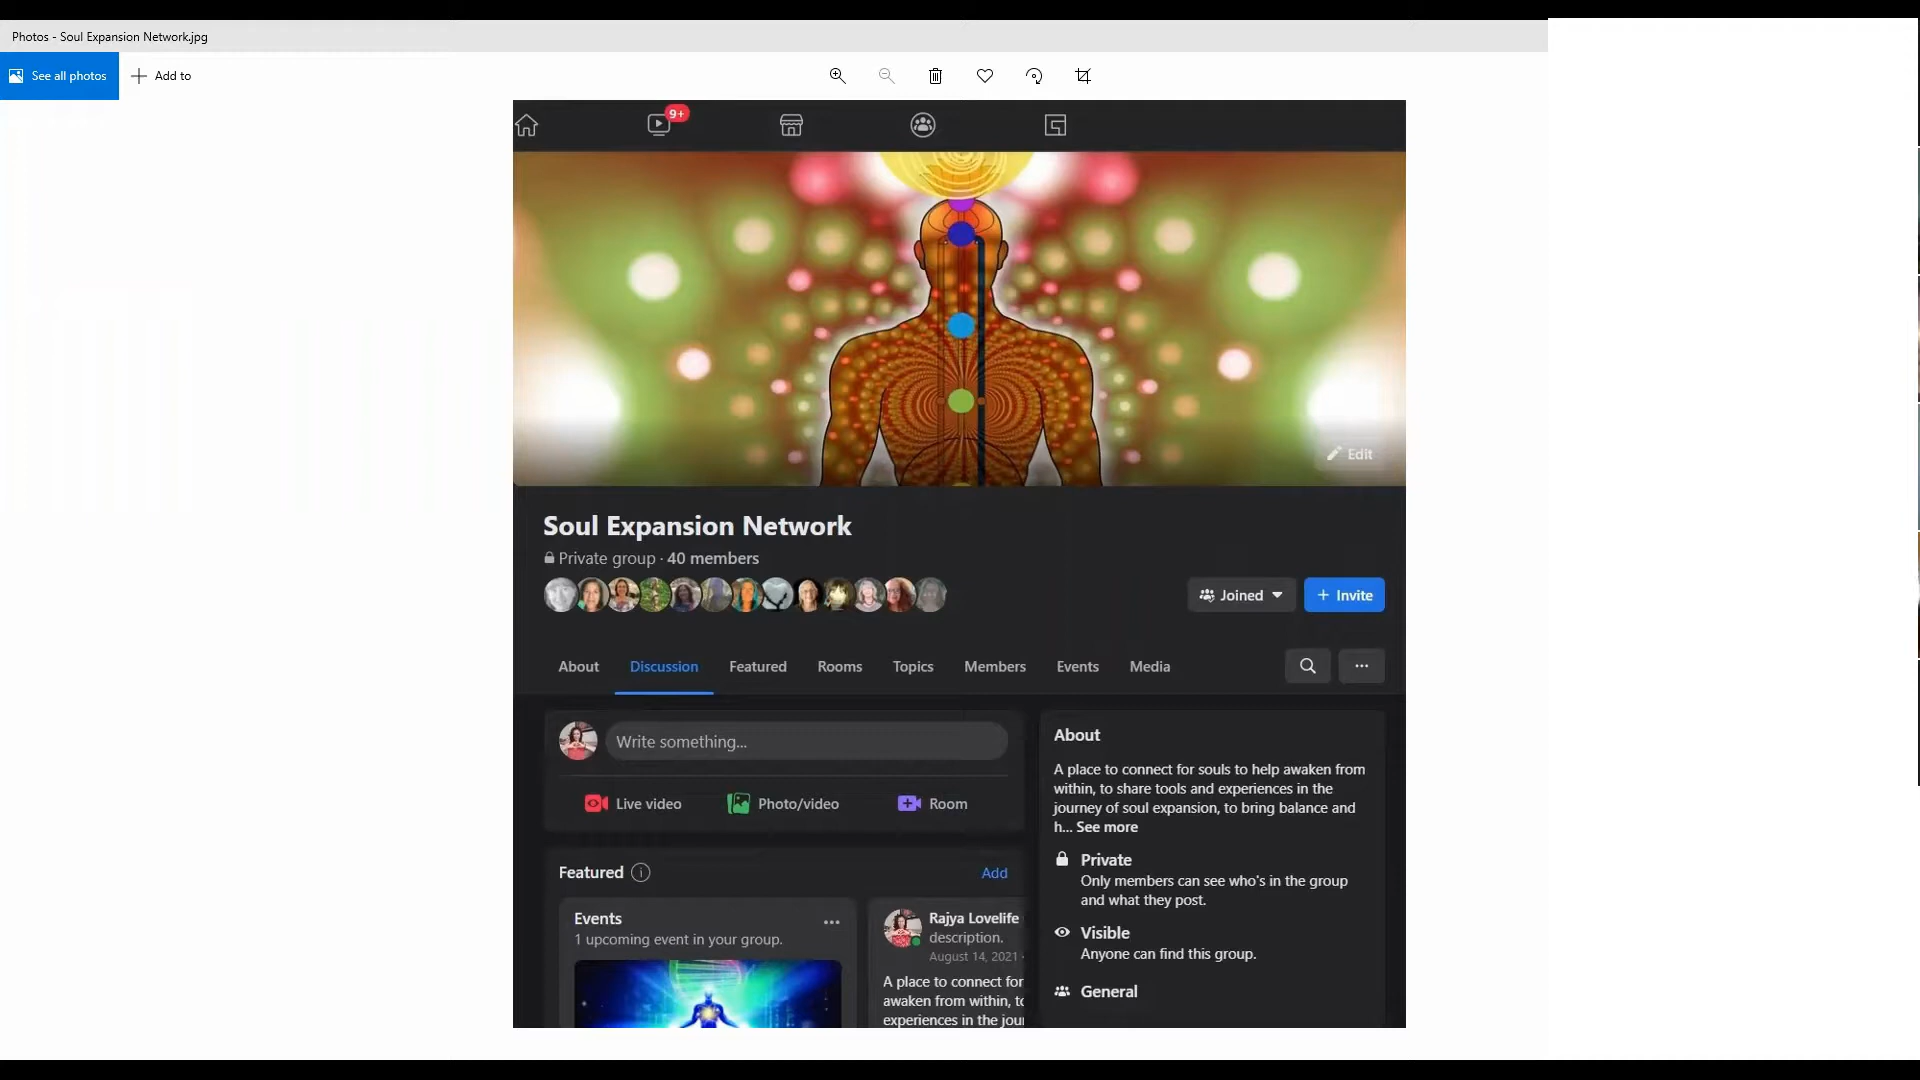 Photos - Soul Expansion Network.jpg
See all photos
Add to
9+
Edit
Soul Expansion Network
Private group · 40 members
Joined
+ Invite
About
Discussion
Featured
Rooms
Topics
Members
Events
Media
Write something...
Live video
Photo/video
Room
Featured
Add
Events
1 upcoming event in your group.
Rajya Lovelife
description.
August 14, 2021 ·
A place to connect for
awaken from within, to
experiences in the jour
About
A place to connect for souls to help awaken from
within, to share tools and experiences in the
journey of soul expansion, to bring balance and
h... See more
Private
Only members can see who's in the group
and what they post.
Visible
Anyone can find this group.
General